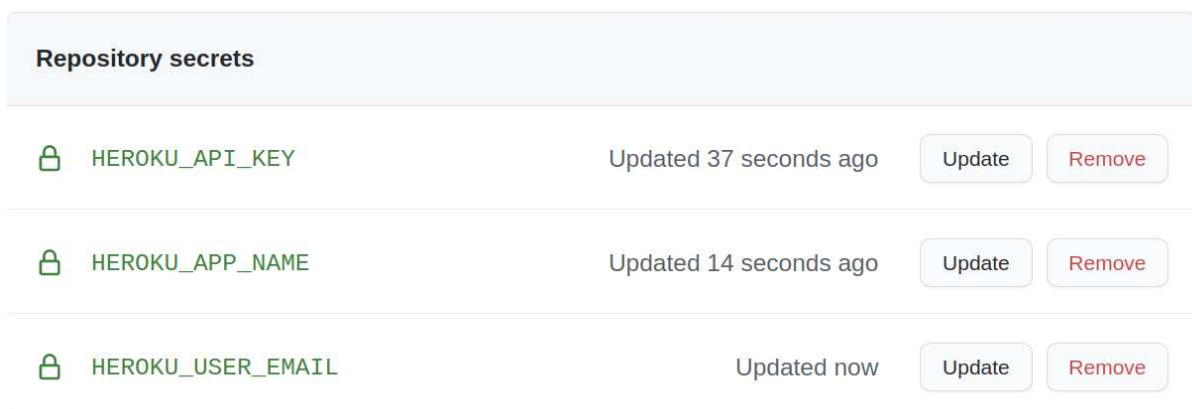 Repository secrets
HEROKU_API_KEY Updated 37 seconds ago Update Remove
HEROKU_APP_NAME Updated 14 seconds ago Update Remove
HEROKU_USER_EMAIL Updated now Update Remove